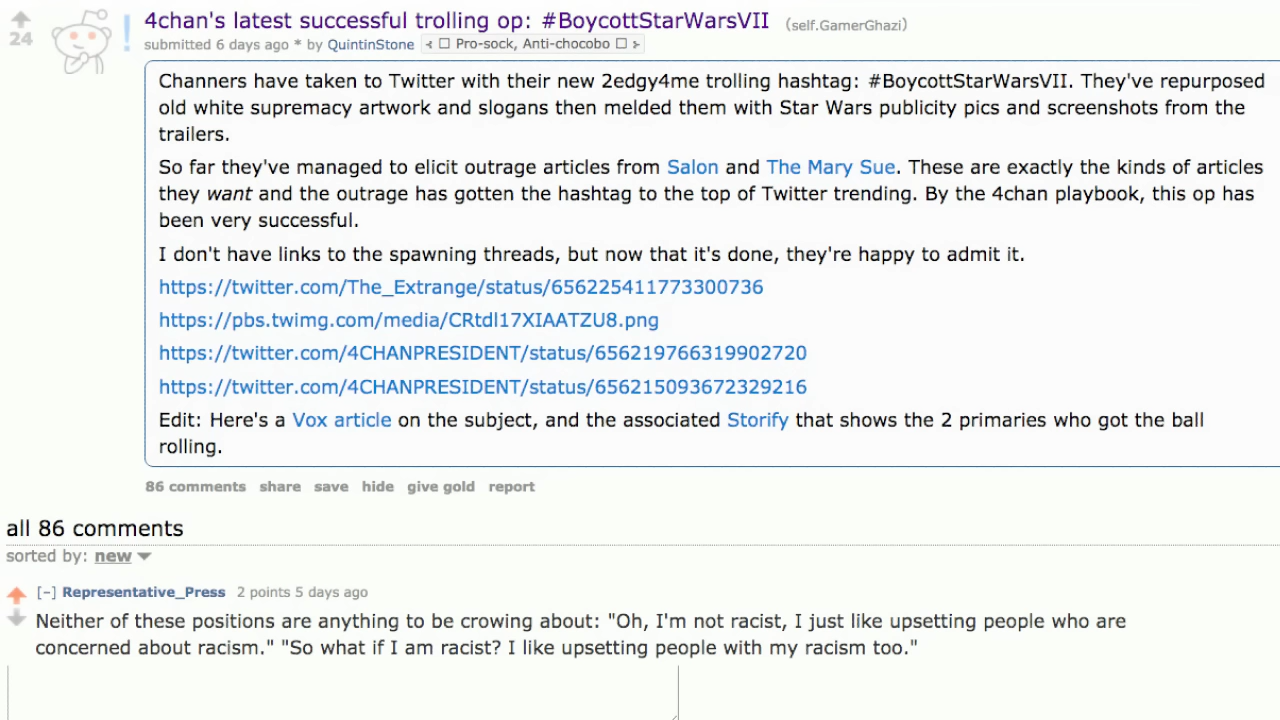 4chan's latest successful trolling op: #BoycottStarWarsVII (self.GamerGhazi)
24
submitted 6 days ago * by QuintinStone ⊰ ☐ Pro-sock, Anti-chocobo ☐ ⊱
Channers have taken to Twitter with their new 2edgy4me trolling hashtag: #BoycottStarWarsVII. They've repurposed
old white supremacy artwork and slogans then melded them with Star Wars publicity pics and screenshots from the
trailers.
So far they've managed to elicit outrage articles from Salon and The Mary Sue. These are exactly the kinds of articles
they want and the outrage has gotten the hashtag to the top of Twitter trending. By the 4chan playbook, this op has
been very successful.
I don't have links to the spawning threads, but now that it's done, they're happy to admit it.
https://twitter.com/The_Extrange/status/656225411773300736
https://pbs.twimg.com/media/CRtdl17XIAATZU8.png
https://twitter.com/4CHANPRESIDENT/status/656219766319902720
https://twitter.com/4CHANPRESIDENT/status/656215093672329216
Edit: Here's a Vox article on the subject, and the associated Storify that shows the 2 primaries who got the ball
rolling.
86 comments share save hide give gold report
all 86 comments
sorted by: new
[–] Representative_Press 2 points 5 days ago
Neither of these positions are anything to be crowing about: "Oh, I'm not racist, I just like upsetting people who are
concerned about racism." "So what if I am racist? I like upsetting people with my racism too."